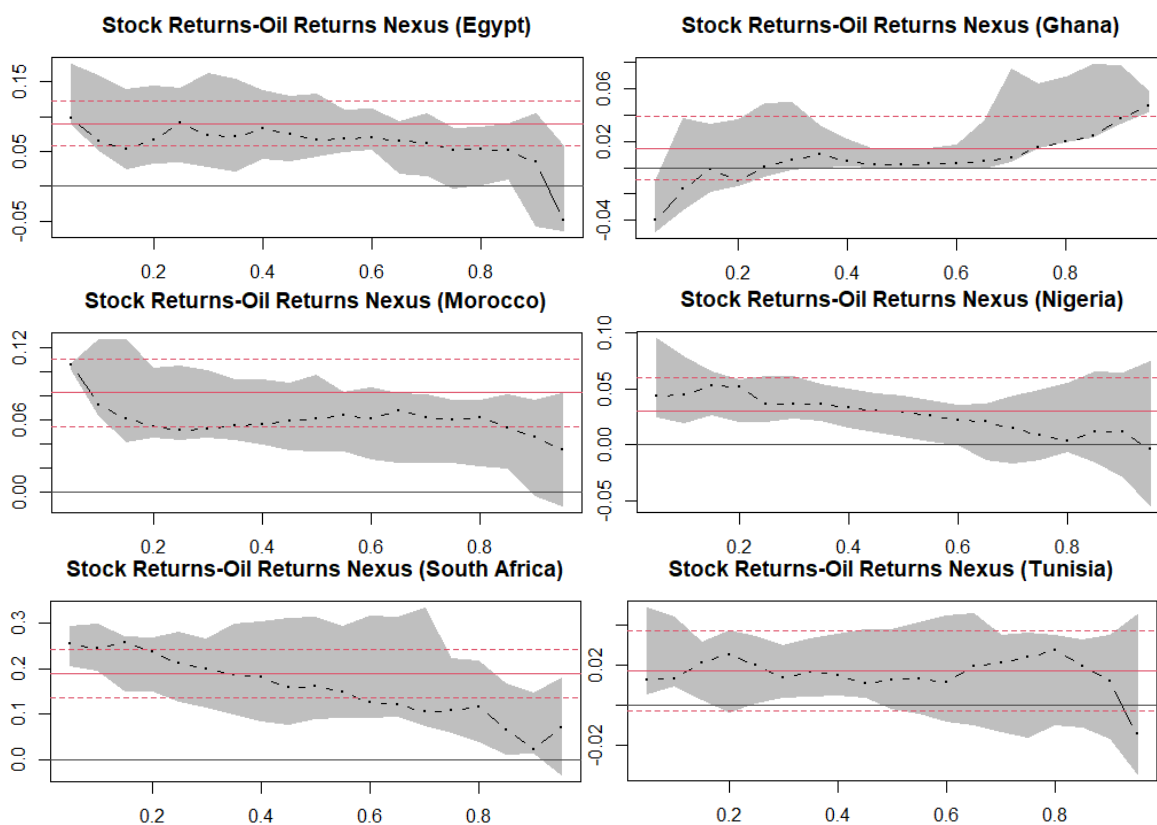 Stock Returns-Oil Returns Nexus (Egypt)
0.15
0.05
-0.05
0.2 0.4 0.6 0.8
Stock Returns-Oil Returns Nexus (Ghana)
0.06
0.02
-0.04
0.2 0.4 0.6 0.8
Stock Returns-Oil Returns Nexus (Morocco)
0.12
0.06
0.00
0.2 0.4 0.6 0.8
Stock Returns-Oil Returns Nexus (Nigeria)
0.10
0.05
0.00
-0.05
0.2 0.4 0.6 0.8
Stock Returns-Oil Returns Nexus (South Africa)
0.3
0.2
0.1
0.0
0.2 0.4 0.6 0.8
Stock Returns-Oil Returns Nexus (Tunisia)
0.02
-0.02
0.2 0.4 0.6 0.8